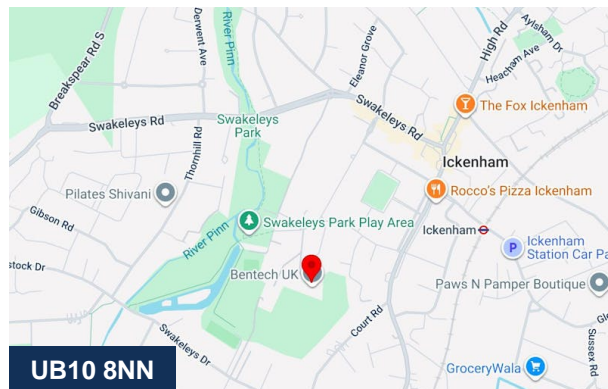 Breakspear Rd S
Derwent Ave
River Pinn
Eleanor Grove
High Rd
Aylsham Dr
Heacham Ave
The Fox Ickenham
Swakeleys Rd
Swakeleys
Park
Swakeleys Rd
Ickenham
Thornhill Rd
Pilates Shivani
Rocco's Pizza Ickenham
Gibson Rd
River Pinn
Swakeleys Park Play Area
Ickenham
Ickenham
Station Car Pa
stock Dr
Bentech UK
Paws N Pamper Boutique
Gle
Swakeleys Dr
Court Rd
Sussex Rd
GroceryWala
UB10 8NN
P